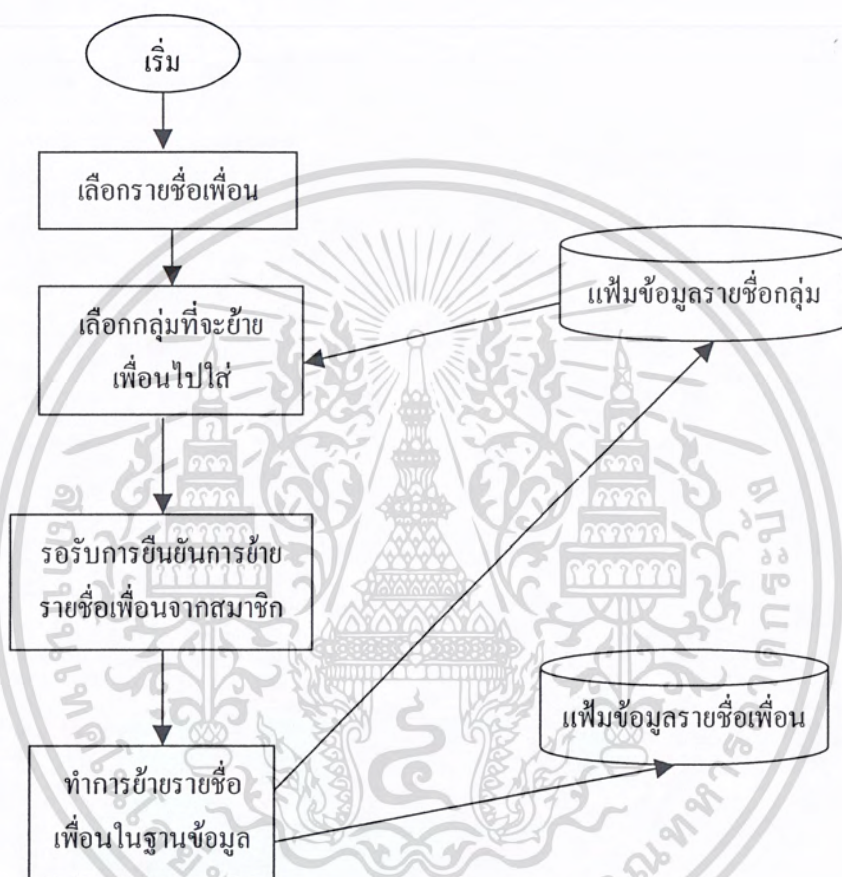 เริ่ม
เลือกรายชื่อเพื่อน
แฟ้มข้อมูลรายชื่อกลุ่ม
เลือกกลุ่มที่จะย้าย
เพื่อนไปใส่
รอรับการยืนยันการย้าย
รายชื่อเพื่อนจากสมาชิก
แฟ้มข้อมูลรายชื่อเพื่อน
ทำการย้ายรายชื่อ
เพื่อนในฐานข้อมูล